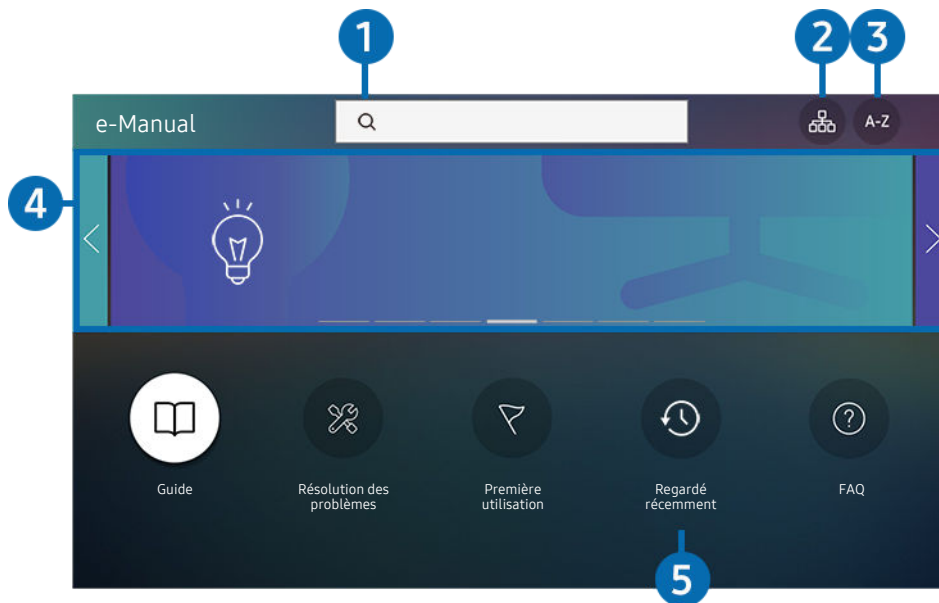 1
2
3
e-Manual
A-Z
4
Guide
Résolution des
problèmes
Première
utilisation
Regardé
récemment
FAQ
5